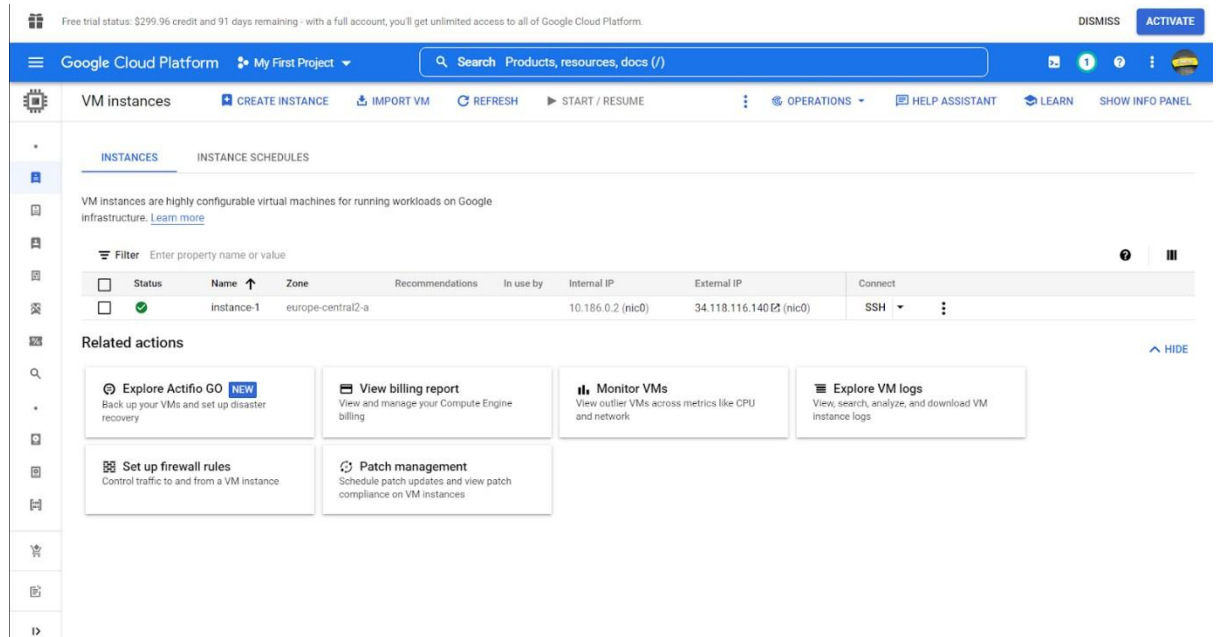 Free trial status: $299.96 credit and 91 days remaining - with a full account, you'll get unlimited access to all of Google Cloud Platform.
DISMISS
ACTIVATE
Google Cloud Platform
My First Project
Search Products, resources, docs (/)
1
VM instances
CREATE INSTANCE
IMPORT VM
REFRESH
START / RESUME
OPERATIONS
HELP ASSISTANT
LEARN
SHOW INFO PANEL
INSTANCES
INSTANCE SCHEDULES
VM instances are highly configurable virtual machines for running workloads on Google
infrastructure. Learn more
Filter Enter property name or value
Status Name Zone Recommendations In use by Internal IP External IP Connect
instance-1 europe-central2-a 10.186.0.2 (nic0) 34.118.116.140 (nic0) SSH
Related actions
HIDE
Explore Actifio GO NEW
Back up your VMs and set up disaster
recovery
View billing report
View and manage your Compute Engine
billing
Monitor VMs
View outlier VMs across metrics like CPU
and network
Explore VM logs
View, search, analyze, and download VM
instance logs
Set up firewall rules
Control traffic to and from a VM instance
Patch management
Schedule patch updates and view patch
compliance on VM instances